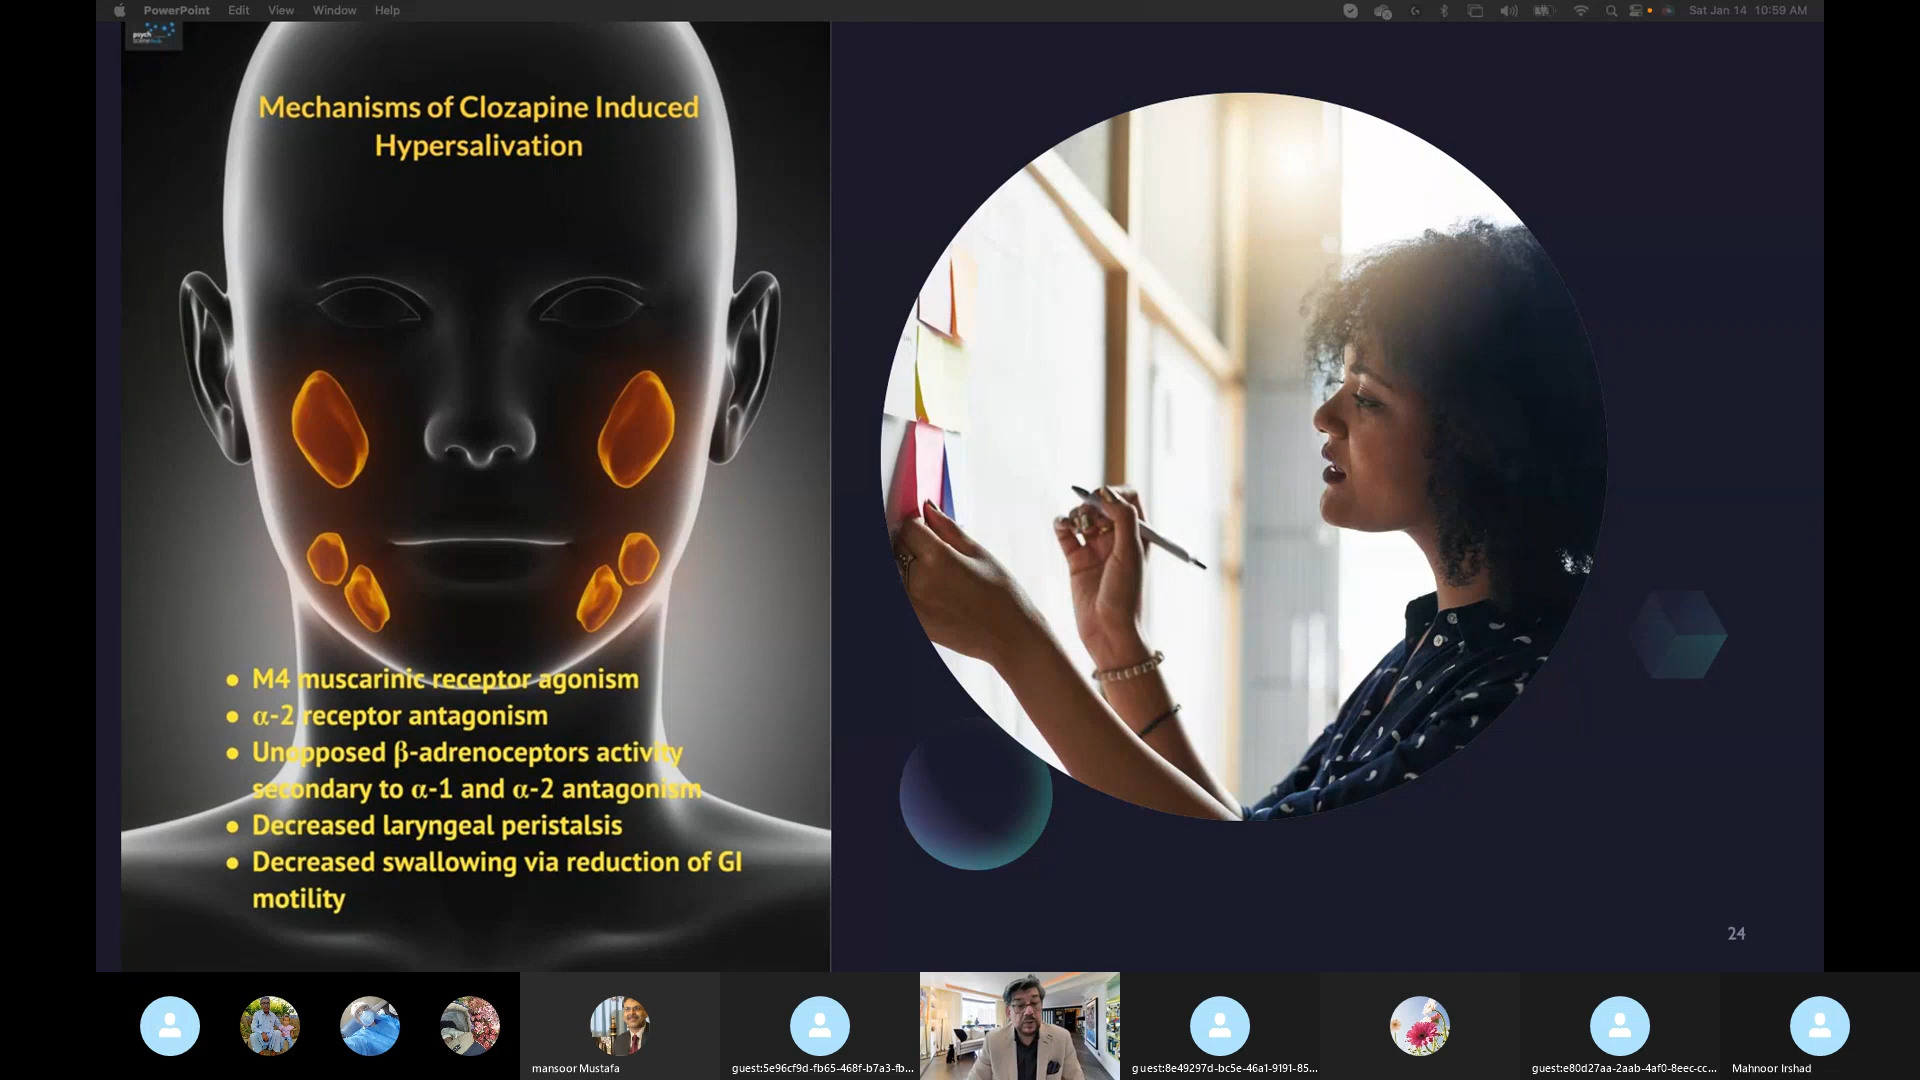 PowerPoint Edit View Window Help
Sat Jan 14 10:59 AM
psych
Mechanisms of Clozapine Induced
Hypersalivation
• M4 muscarinic receptor agonism
• α-2 receptor antagonism
• Unopposed β-adrenoceptors activity
secondary to α-1 and α-2 antagonism
• Decreased laryngeal peristalsis
• Decreased swallowing via reduction of GI
motility
24
mansoor Mustafa
guest:5e96cf9d-fb65-468f-b7a3-fb...
guest:8e49297d-bc5e-46a1-9191-85...
guest:e80d27aa-2aab-4af0-8eec-cc...
Mahnoor Irshad